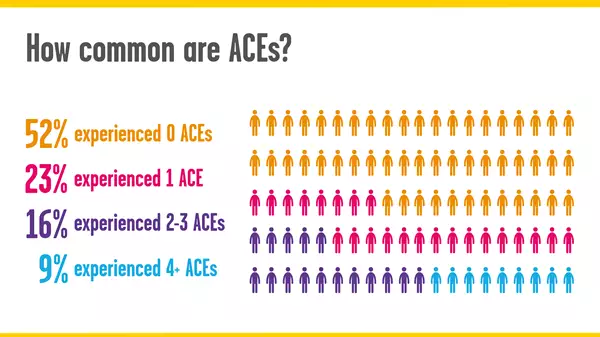 How common are ACEs?
52% experienced 0 ACEs
23% experienced 1 ACE
16% experienced 2-3 ACEs
9% experienced 4+ ACEs